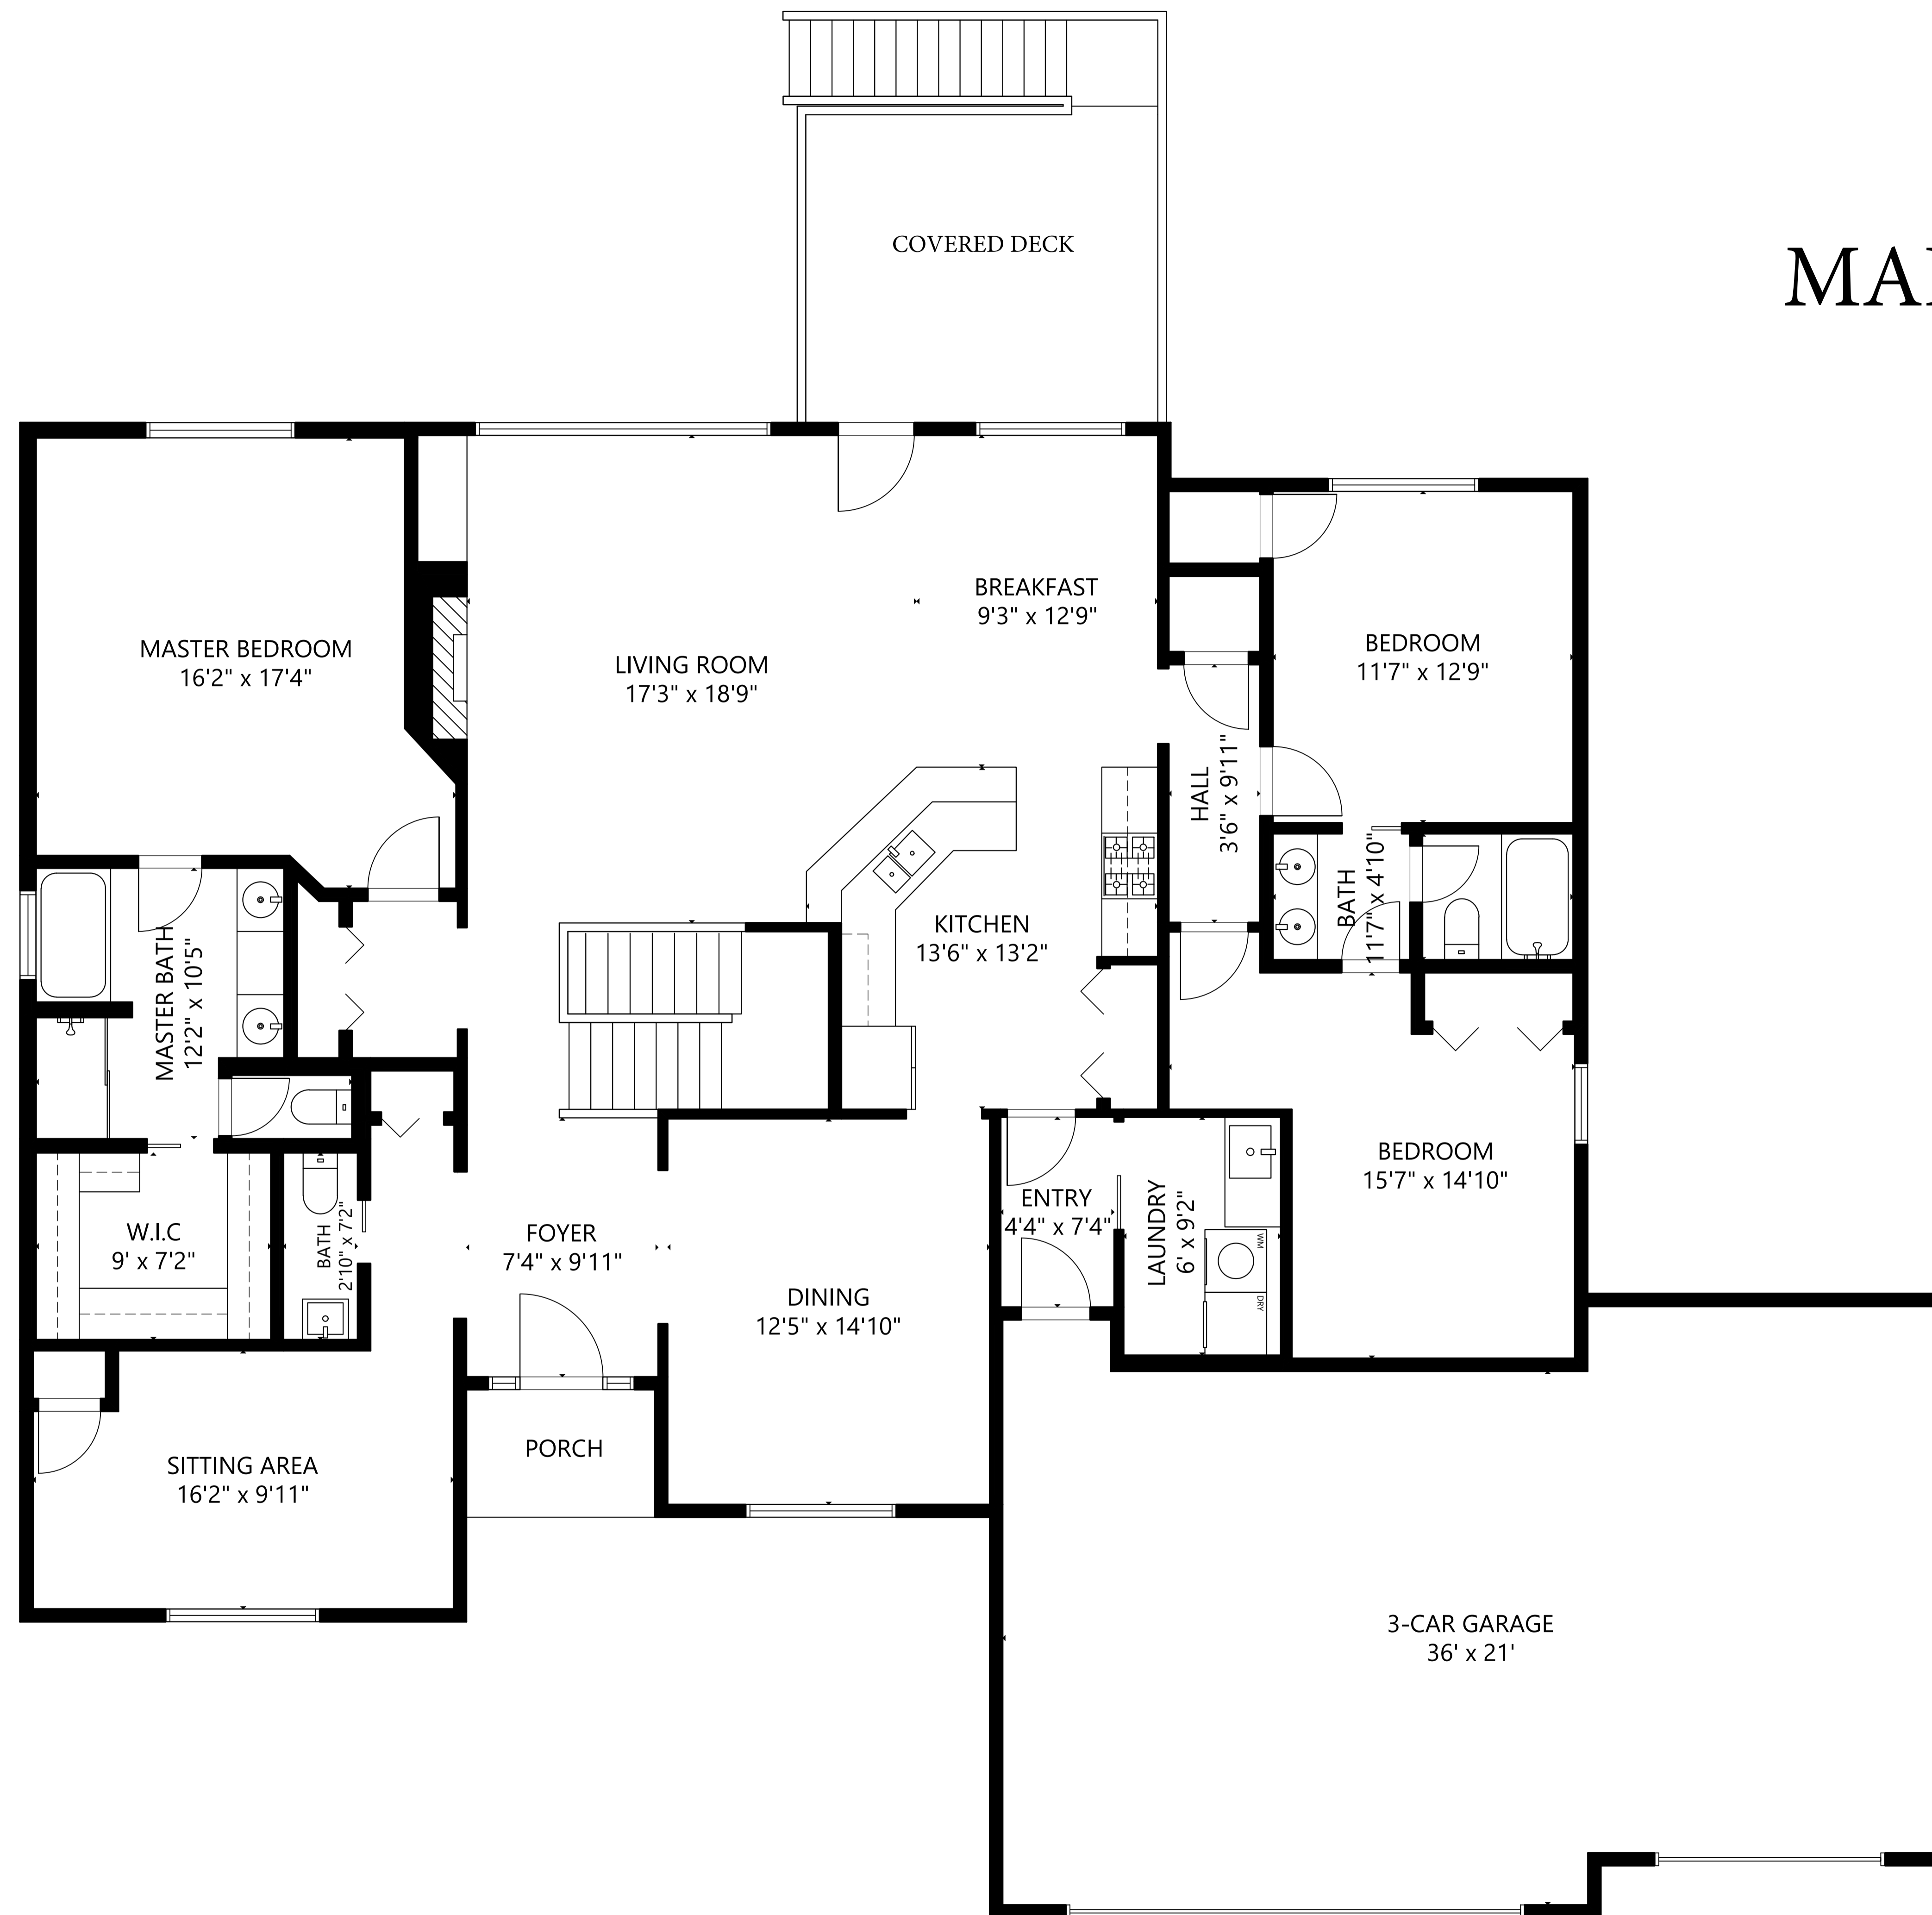 COVERED DECK
MAI
BREAKFAST
9'3" x 12'9"
MASTER BEDROOM
16'2" x 17'4"
LIVING ROOM
17'3" x 18'9"
BEDROOM
11'7" x 12'9"
HALL
3'6" x 9'11"
BATH
11'7" x 4'10"
KITCHEN
13'6" x 13'2"
MASTER BATH
12'2" x 10'5"
BEDROOM
15'7" x 14'10"
ENTRY
4'4" x 7'4"
LAUNDRY
6' x 9'2"
WM
DRY
W.I.C
9' x 7'2"
BATH
2'10" x 7'2"
FOYER
7'4" x 9'11"
DINING
12'5" x 14'10"
PORCH
SITTING AREA
16'2" x 9'11"
3-CAR GARAGE
36' x 21'